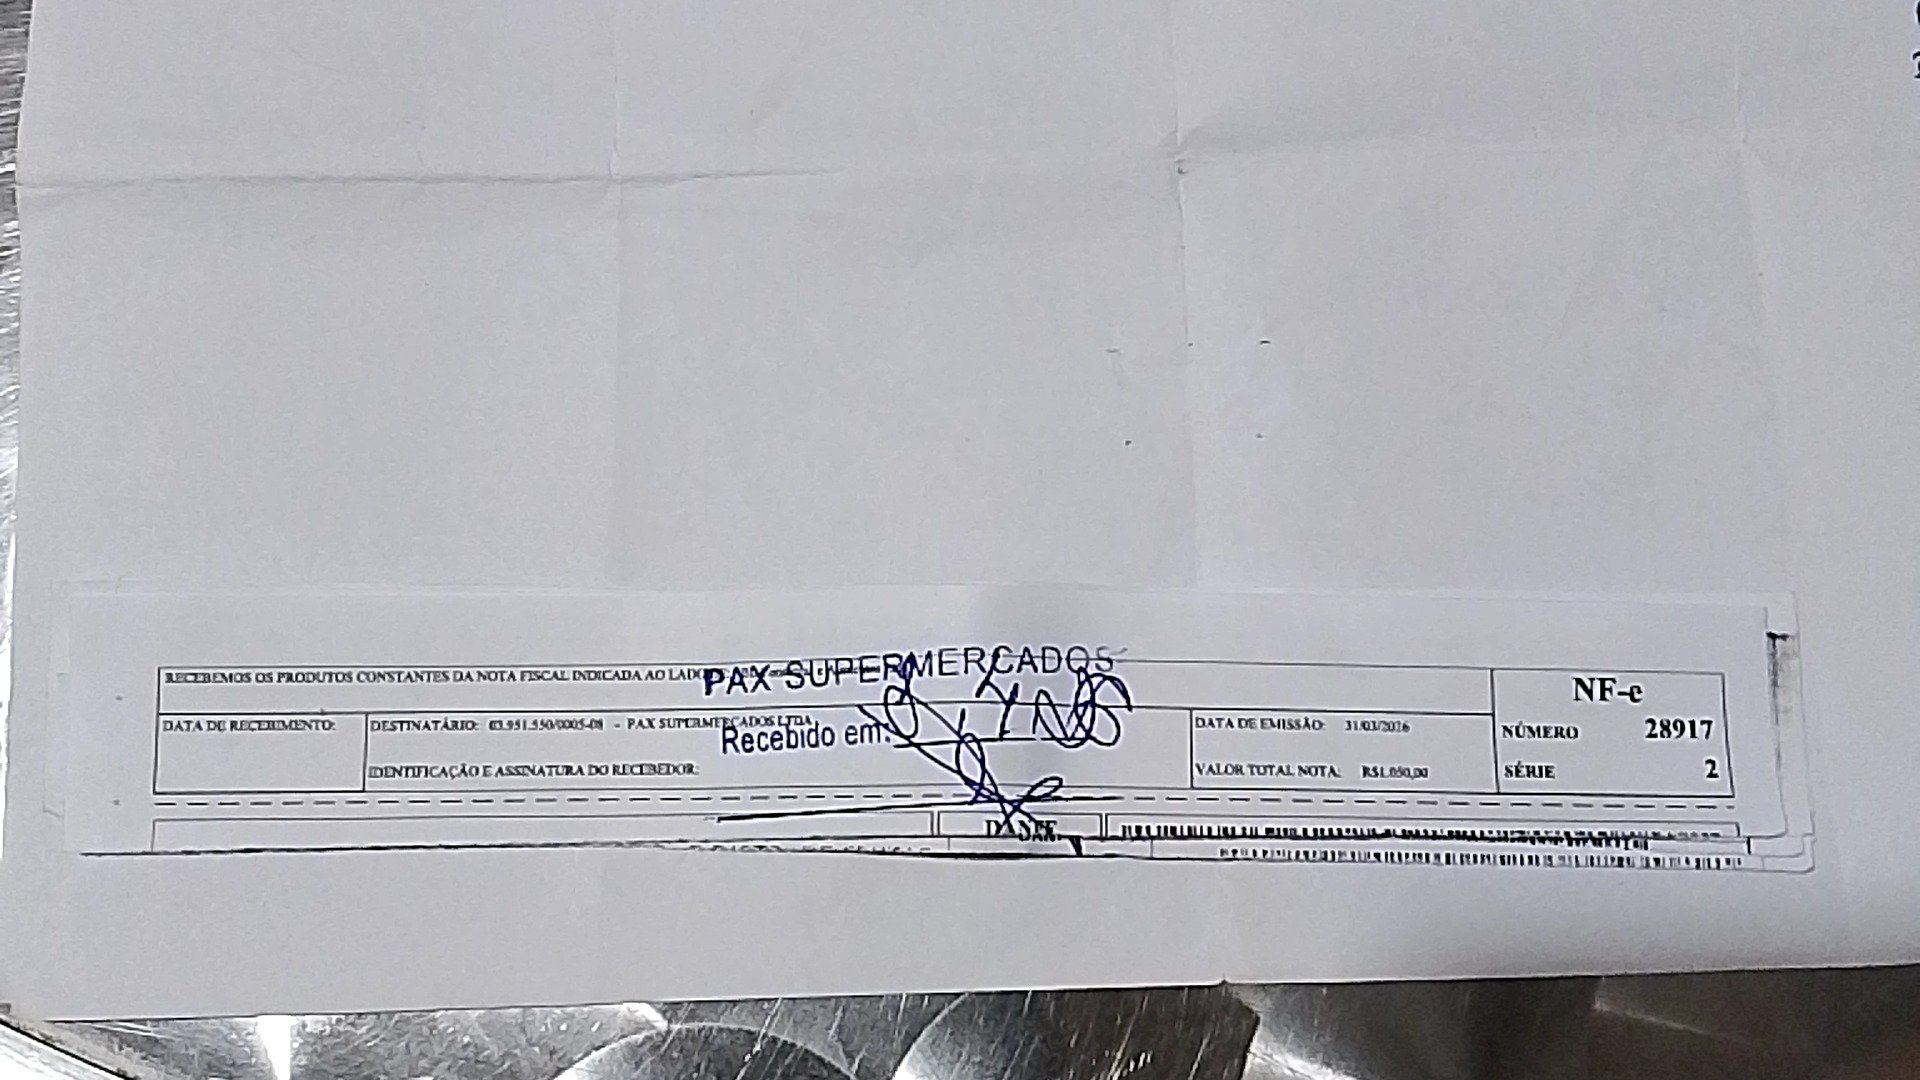 PAX SUPERMERCADOS
RECEBEMOS OS PRODUTOS CONSTANTES DA NOTA FISCAL INDICADA AO LADO
NF-e
DATA DE RECEBIMENTO:
DESTINATÁRIO: 03.951.550/0005-08 - PAX SUPERMERCADOS LTDA
Recebido em:
DATA DE EMISSÃO: 31/03/2026
NÚMERO 28917
IDENTIFICAÇÃO E ASSINATURA DO RECEBEDOR:
VALOR TOTAL NOTA: R$1.050,00
SÉRIE 2
DANFE